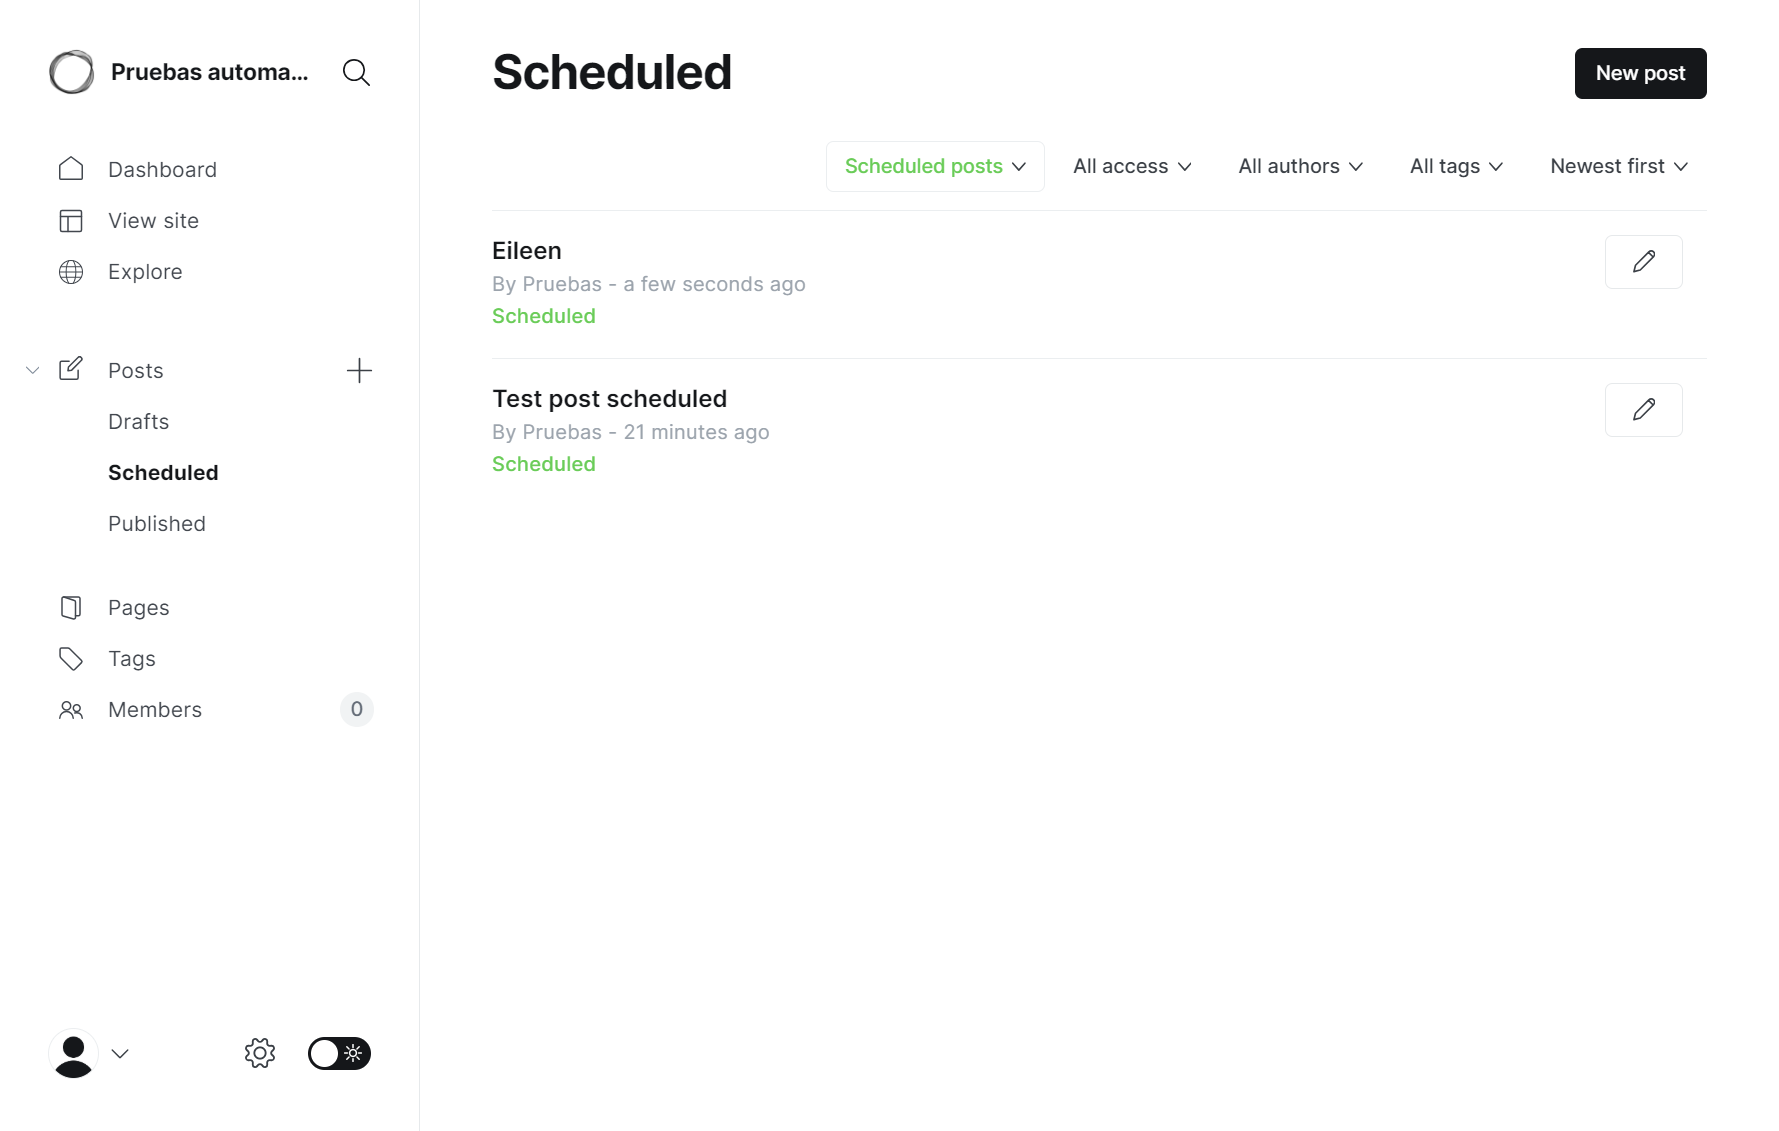 Pruebas automa...
Dashboard
View site
Explore
Posts
Drafts
Scheduled
Published
Pages
Tags
Members 0
Scheduled
New post
Scheduled posts All access All authors All tags Newest first
Eileen
By Pruebas - a few seconds ago
Scheduled
Test post scheduled
By Pruebas - 21 minutes ago
Scheduled